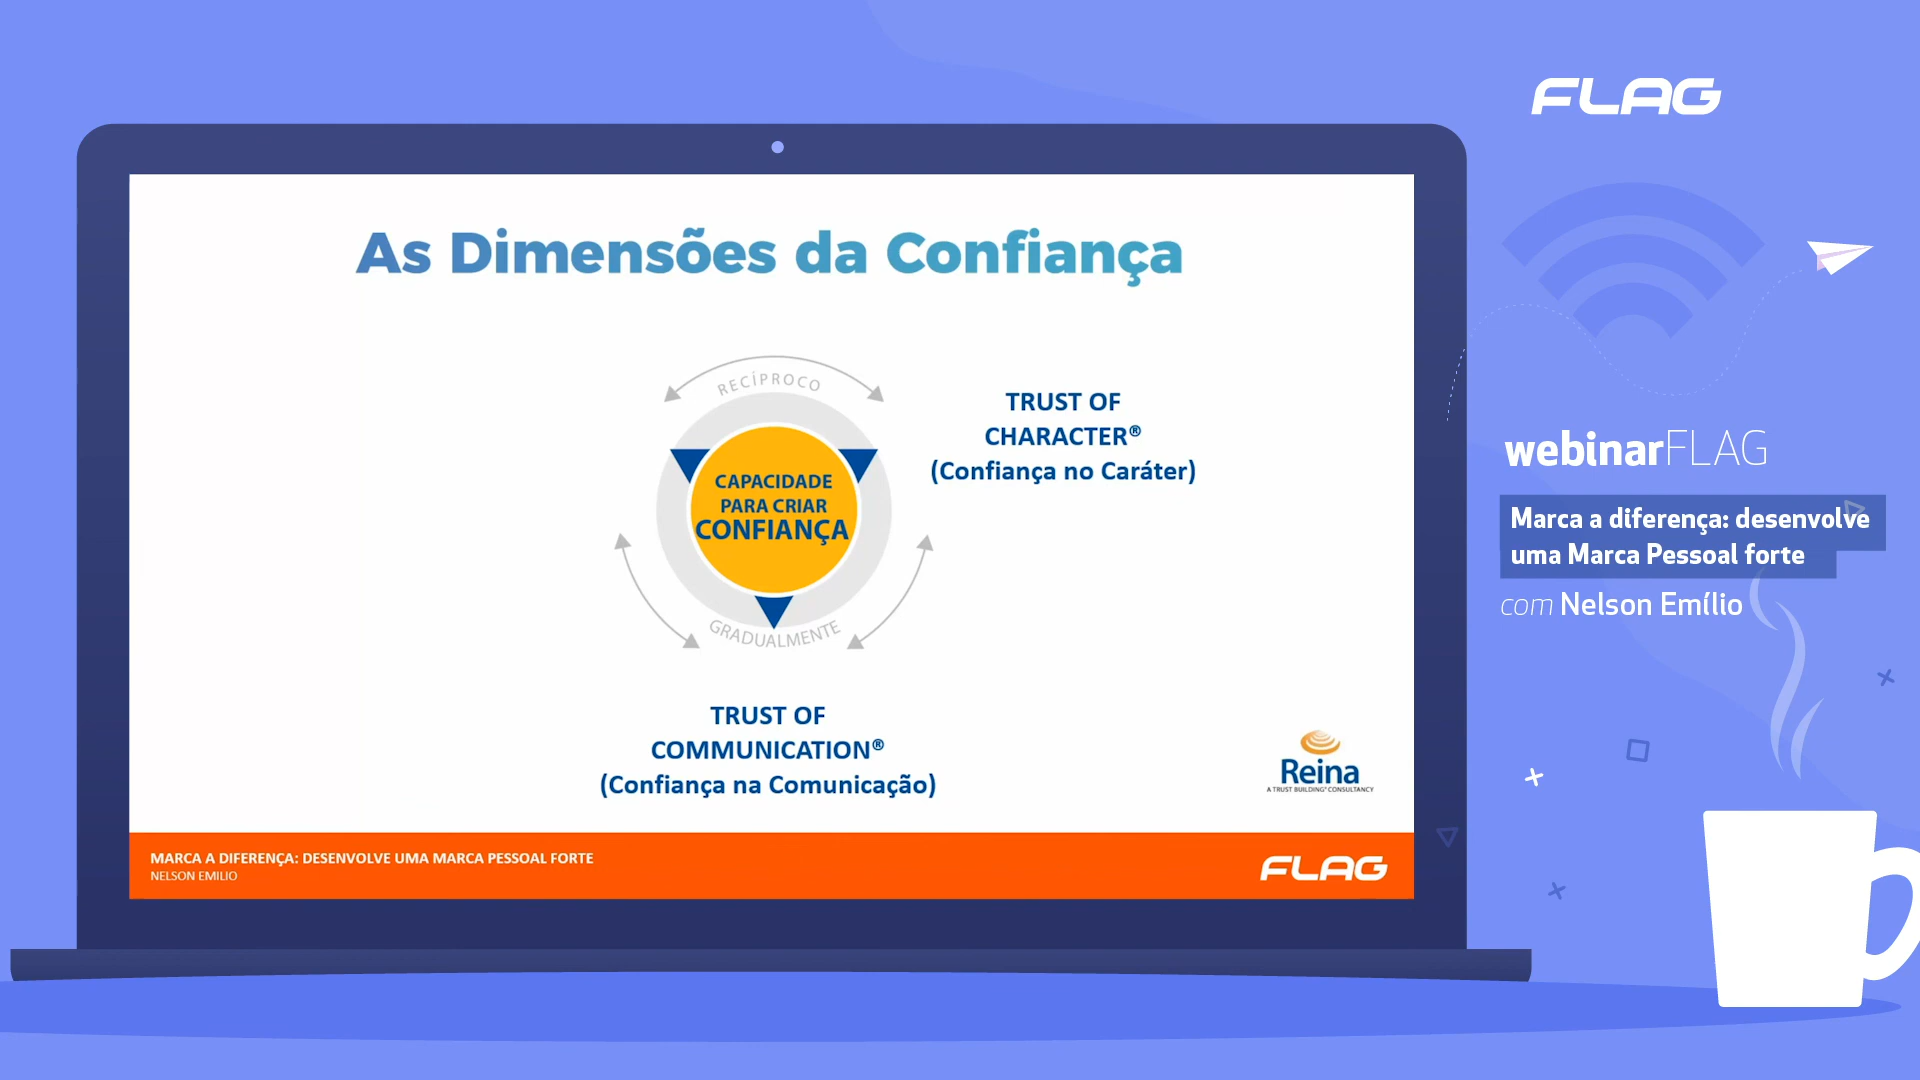 FLAG
As Dimensões da Confiança
RECÍPROCO
CAPACIDADE
PARA CRIAR
CONFIANÇA
GRADUALMENTE
TRUST OF
CHARACTER®
(Confiança no Caráter)
TRUST OF
COMMUNICATION®
(Confiança na Comunicação)
Reina
A TRUST BUILDING® CONSULTANCY
MARCA A DIFERENÇA: DESENVOLVE UMA MARCA PESSOAL FORTE
NELSON EMILIO
FLAG
webinarFLAG
Marca a diferença: desenvolve
uma Marca Pessoal forte
com Nelson Emílio